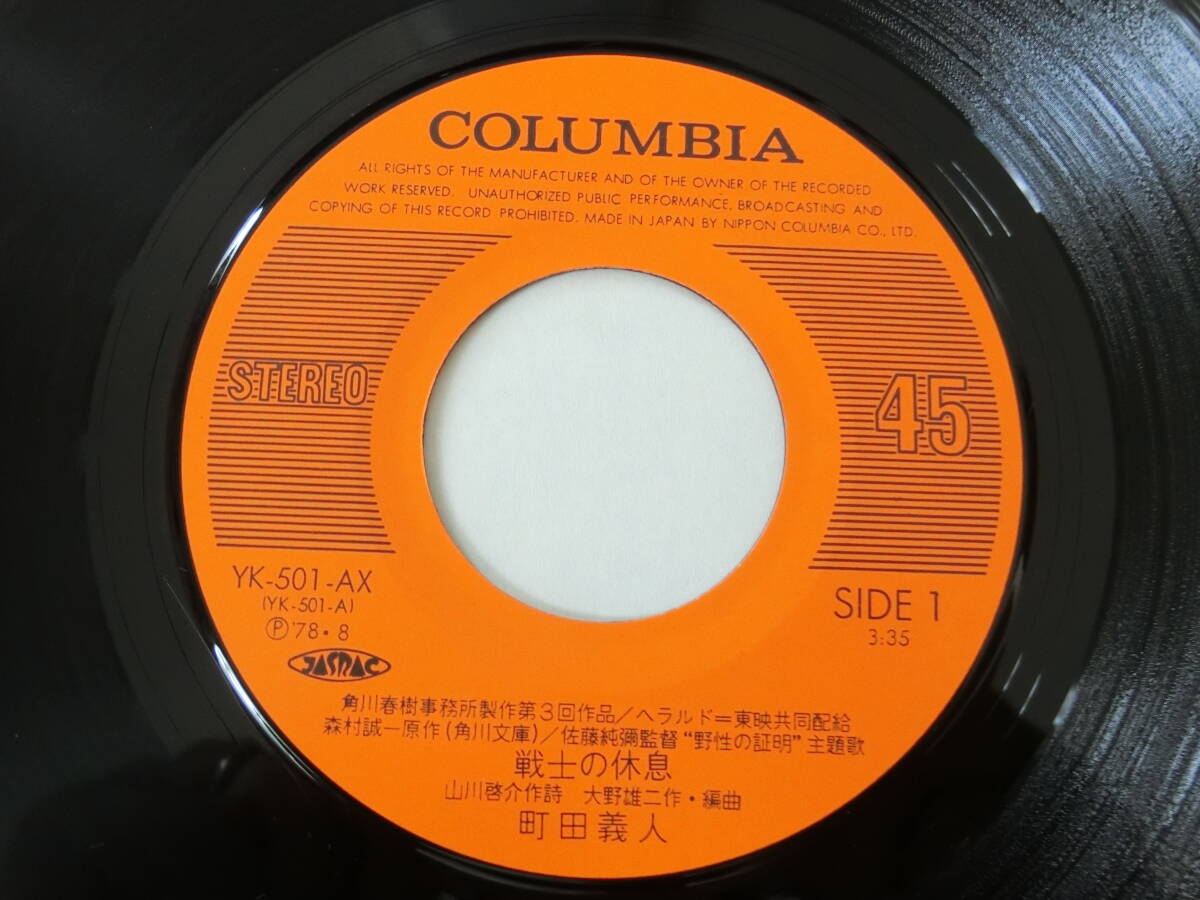 COLUMBIA
ALL RIGHTS OF THE MANUFACTURER AND OF THE OWNER OF THE RECORDED
WORK RESERVED. UNAUTHORIZED PUBLIC PERFORMANCE, BROADCASTING AND
COPYING OF THIS RECORD PROHIBITED. MADE IN JAPAN BY NIPPON COLUMBIA CO., LTD.
STEREO
45
YK-501-AX
(YK-501-A)
Ⓟ'78・8
JASRAC
SIDE 1
3:35
角川春樹事務所製作第3回作品/ヘラルド=東映共同配給
森村誠一原作(角川文庫)/佐藤純彌監督“野性の証明”主題歌
戦士の休息
山川啓介作詩 大野雄二作・編曲
町田義人